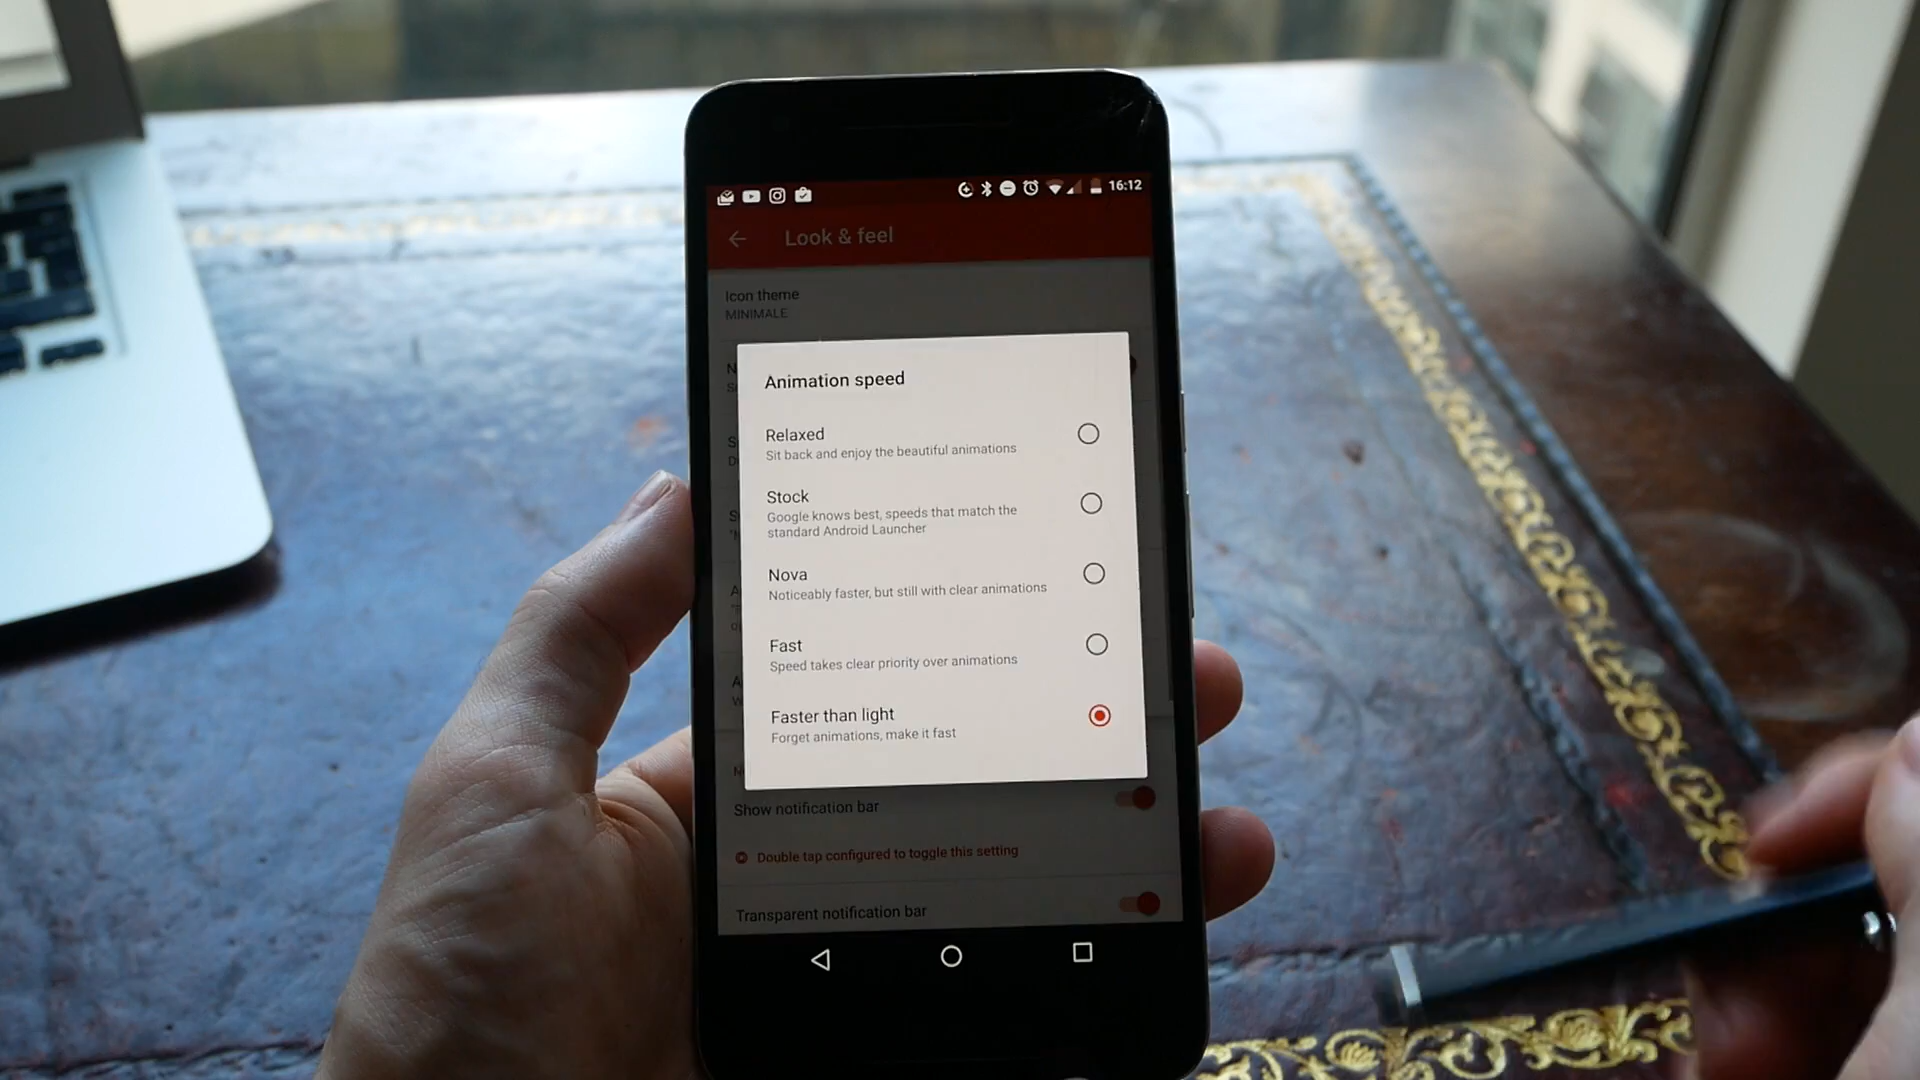 16:12
Look & feel
Icon theme
MINIMALE
Animation speed
Relaxed
Sit back and enjoy the beautiful animations
Stock
Google knows best, speeds that match the
standard Android Launcher
Nova
Noticeably faster, but still with clear animations
Fast
Speed takes clear priority over animations
Faster than light
Forget animations, make it fast
Show notification bar
Double tap configured to toggle this setting
Transparent notification bar